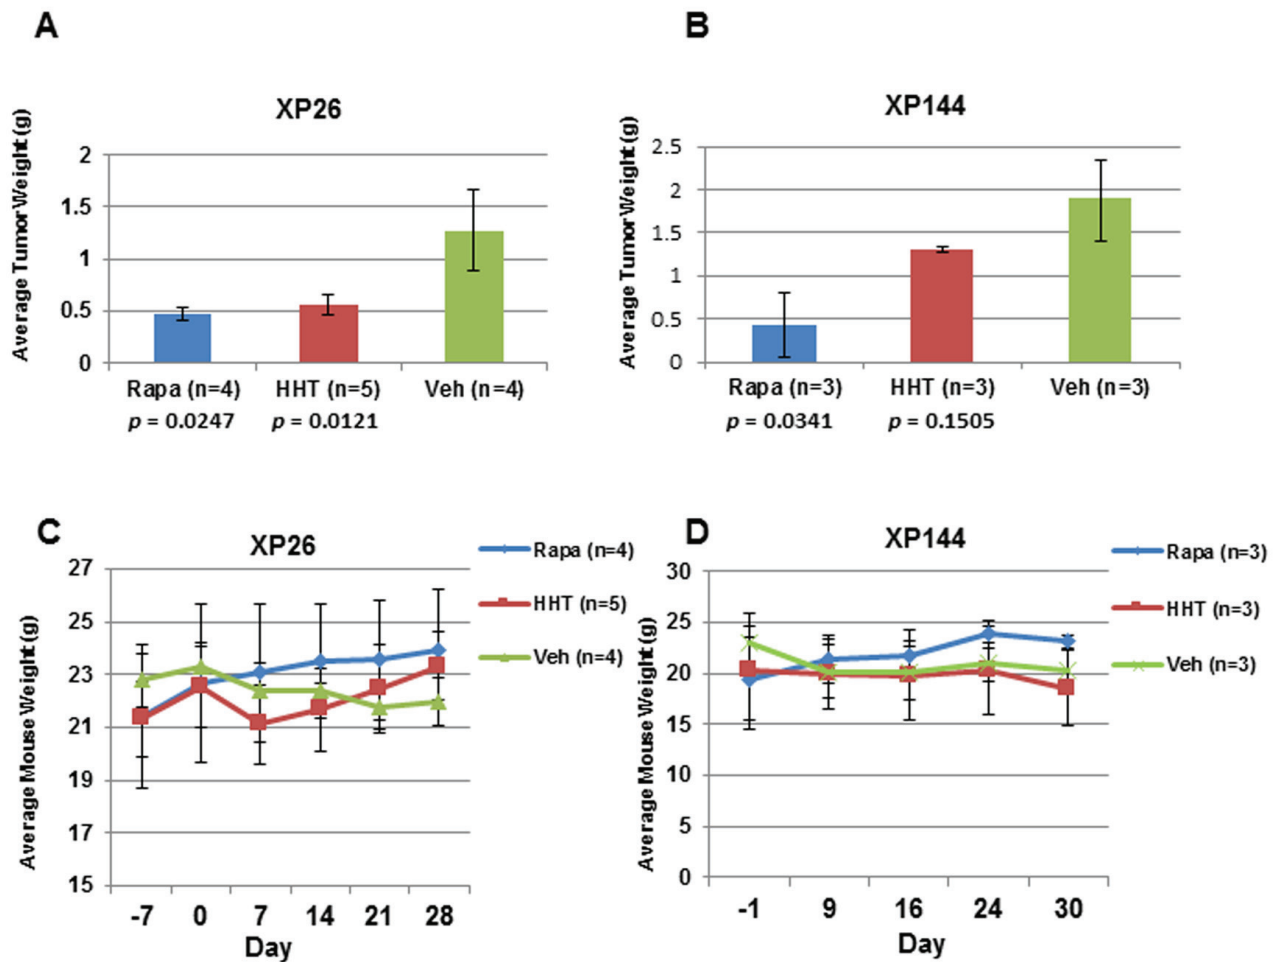 A
XP26
Average Tumor Weight (g)
2
1.5
1
0.5
0
Rapa (n=4) HHT (n=5) Veh (n=4)
p = 0.0247 p = 0.0121
B
XP144
Average Tumor Weight (g)
2.5
2
1.5
1
0.5
0
Rapa (n=3) HHT (n=3) Veh (n=3)
p = 0.0341 p = 0.1505
C
XP26
Average Mouse Weight (g)
27
25
23
21
19
17
15
-7 0 7 14 21 28
Day
Rapa (n=4)
HHT (n=5)
Veh (n=4)
D
XP144
Average Mouse Weight (g)
30
25
20
15
10
5
0
-1 9 16 24 30
Day
Rapa (n=3)
HHT (n=3)
Veh (n=3)